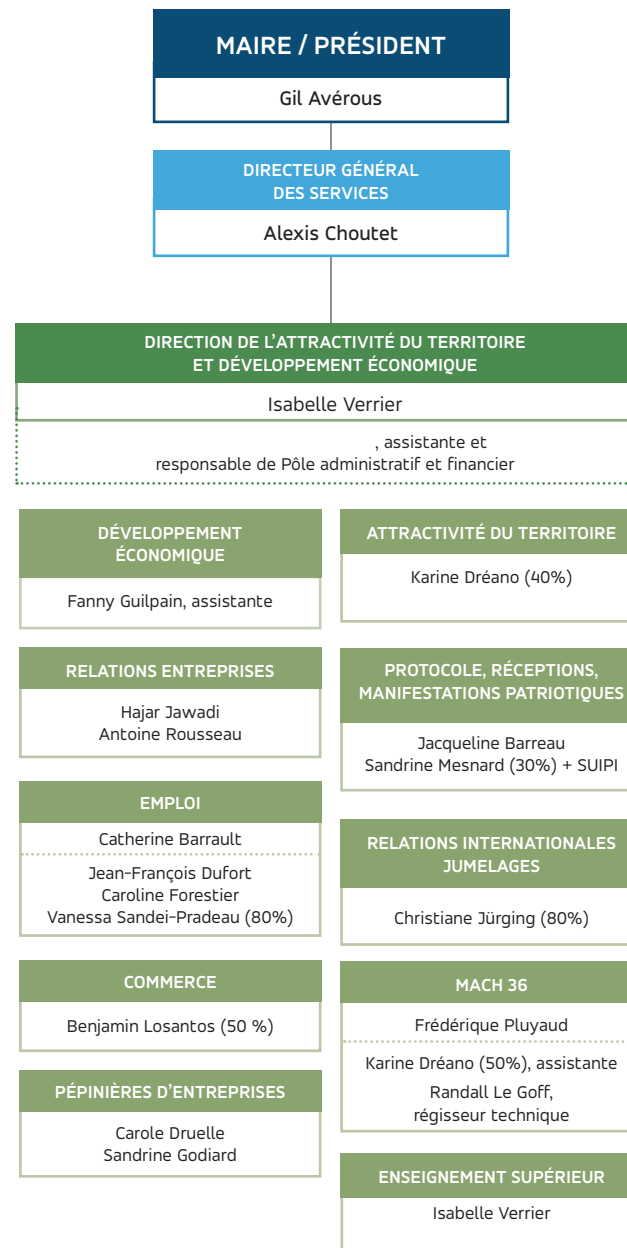 MAIRE / PRÉSIDENT
Gil Avérous
DIRECTEUR GÉNÉRAL
DES SERVICES
Alexis Choutet
DIRECTION DE L'ATTRACTIVITÉ DU TERRITOIRE
ET DÉVELOPPEMENT ÉCONOMIQUE
Isabelle Verrier
, assistante et
responsable de Pôle administratif et financier
DÉVELOPPEMENT
ÉCONOMIQUE
Fanny Guilpain, assistante
RELATIONS ENTREPRISES
Hajar Jawadi
Antoine Rousseau
EMPLOI
Catherine Barrault
Jean-François Dufort
Caroline Forestier
Vanessa Sandei-Pradeau (80%)
COMMERCE
Benjamin Losantos (50 %)
PÉPINIÈRES D'ENTREPRISES
Carole Druelle
Sandrine Godiard
ATTRACTIVITÉ DU TERRITOIRE
Karine Dréano (40%)
PROTOCOLE, RÉCEPTIONS,
MANIFESTATIONS PATRIOTIQUES
Jacqueline Barreau
Sandrine Mesnard (30%) + SUIPI
RELATIONS INTERNATIONALES
JUMELAGES
Christiane Jürging (80%)
MACH 36
Frédérique Pluyaud
Karine Dréano (50%), assistante
Randall Le Goff,
régisseur technique
ENSEIGNEMENT SUPÉRIEUR
Isabelle Verrier